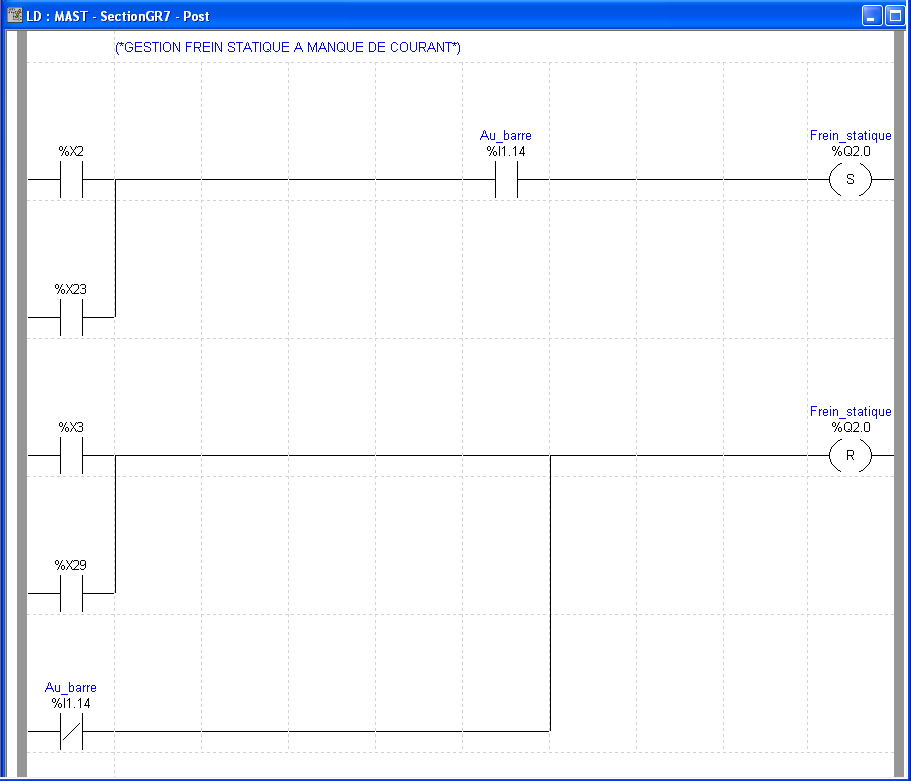 LD : MAST - SectionGR7 - Post
(*GESTION FREIN STATIQUE A MANQUE DE COURANT*)
Au_barre
Frein_statique
%X2
%I1.14
%Q2.0
S
%X23
Frein_statique
%X3
%Q2.0
R
%X29
Au_barre
%I1.14